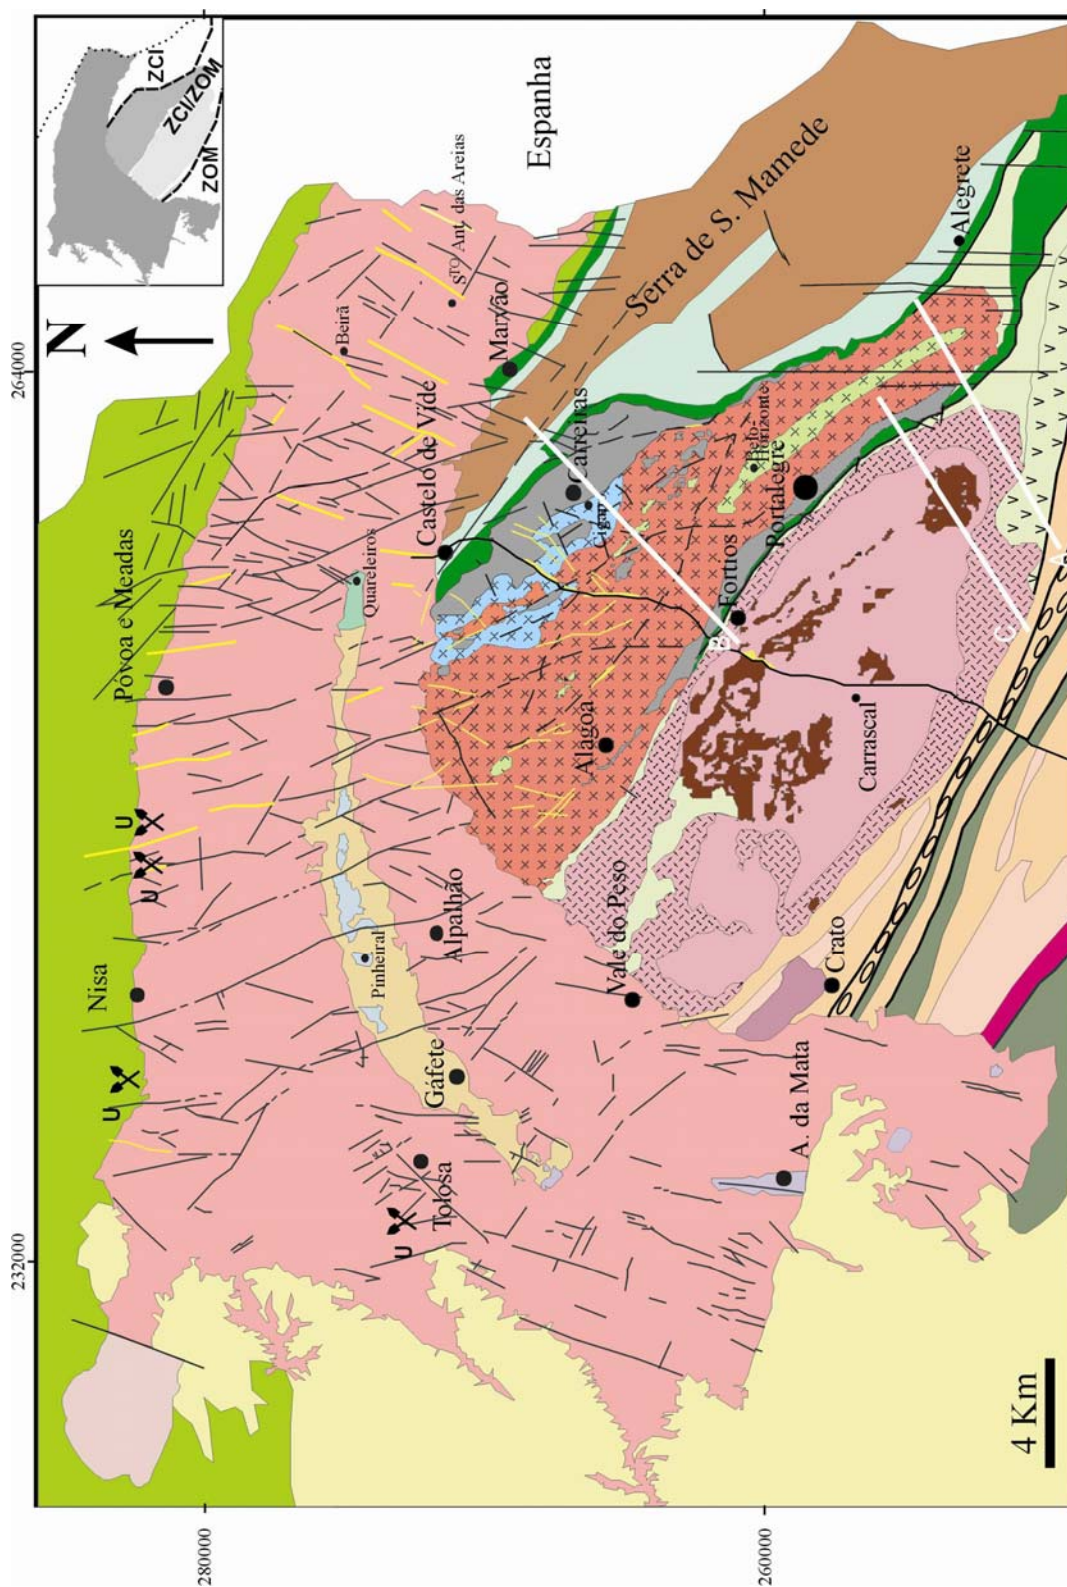 ZCI
ZCI/ZOM
ZOM
N
264000
232000
280000
260000
Espanha
Nisa
Póvoa e Meadas
U
U
U
U
Beirã
STO Ant. das Areias
Marvão
Castelo de Vide
Quareleiros
Pinheiral
Alpalhão
Gáfete
Tolosa
Serra de S. Mamede
Carreiras
Alagoa
Belo-
Horizonte
Portalegre
Fortios
Alegrete
Vale do Peso
Carrascal
Crato
A. da Mata
A
B
C
4 Km